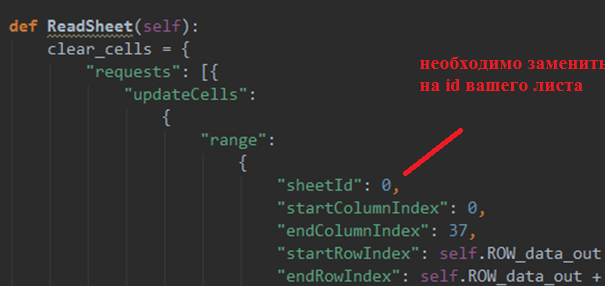 def ReadSheet(self):
clear_cells = {
"requests": [{
"updateCells":
{
"range":
{
"sheetId": 0,
"startColumnIndex": 0,
"endColumnIndex": 37,
"startRowIndex": self.ROW_data_out
"endRowIndex": self.ROW_data_out +
необходимо заменить
на id вашего листа